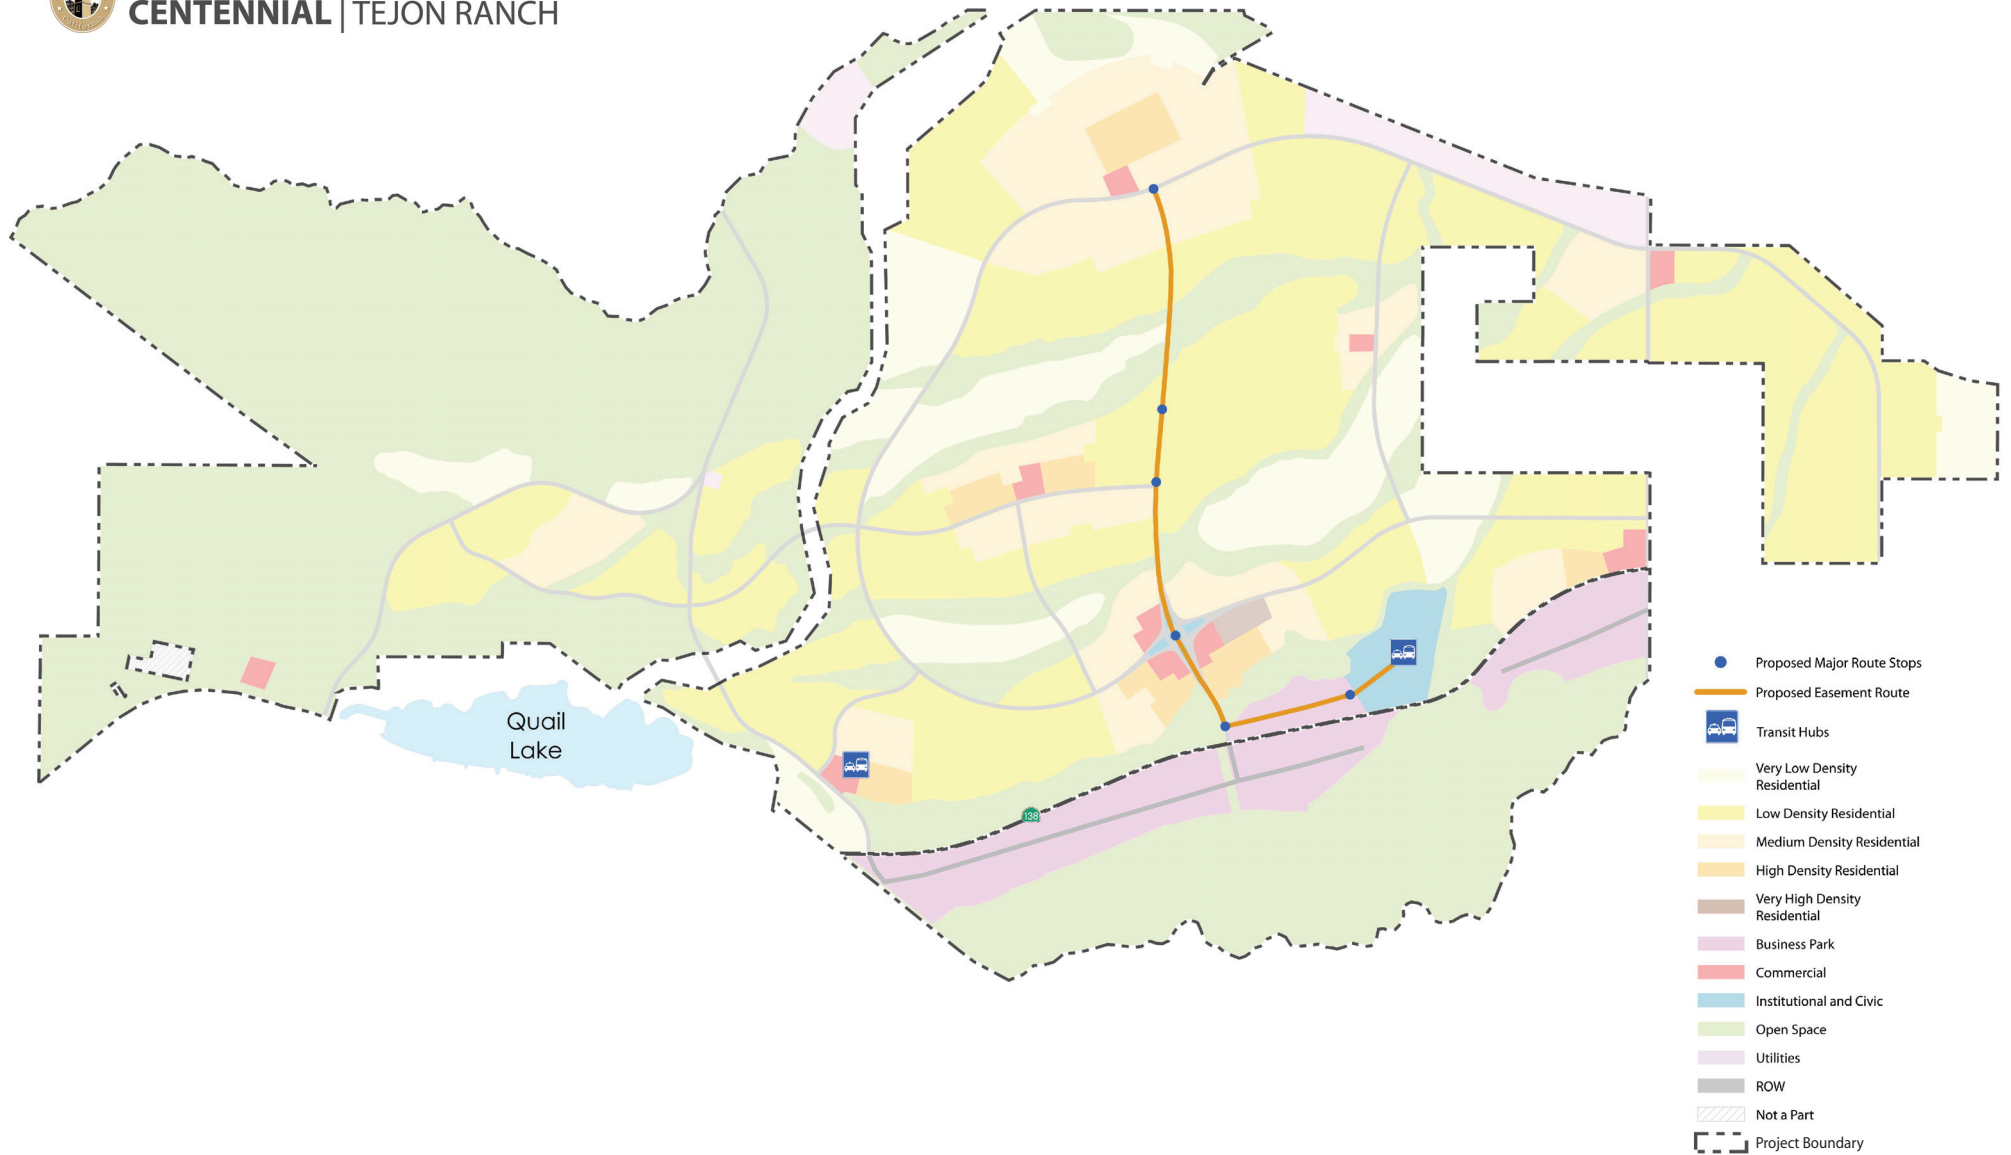 CENTENNIAL | TEJON RANCH
Quail
Lake
138
Proposed Major Route Stops
Proposed Easement Route
Transit Hubs
Very Low Density
Residential
Low Density Residential
Medium Density Residential
High Density Residential
Very High Density
Residential
Business Park
Commercial
Institutional and Civic
Open Space
Utilities
ROW
Not a Part
Project Boundary